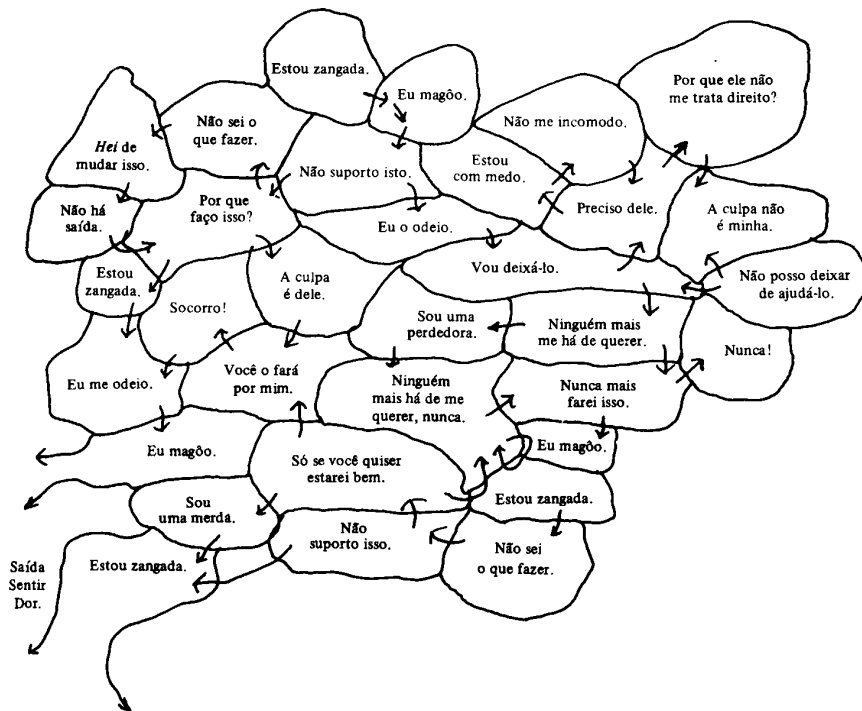 Estou zangada.
Eu magôo.
Por que ele não
me trata direito?
Não sei o
que fazer.
Não me incomodo.
Hei de
mudar isso.
Não suporto isto.
Estou
com medo.
Não há
saída.
Por que
faço isso?
Eu o odeio.
Preciso dele.
A culpa não
é minha.
Estou
zangada.
Socorro!
A culpa
é dele.
Vou deixá-lo.
Não posso deixar
de ajudá-lo.
Sou uma
perdedora.
Ninguém mais
me há de querer.
Nunca!
Eu me odeio.
Você o fará
por mim.
Ninguém
mais há de me
querer, nunca.
Nunca mais
farei isso.
Eu magôo.
Só se você quiser
estarei bem.
Eu magôo.
Sou
uma merda.
Estou zangada.
Não
suporto isso.
Não sei
o que fazer.
Saída
Sentir
Dor.
Estou zangada.